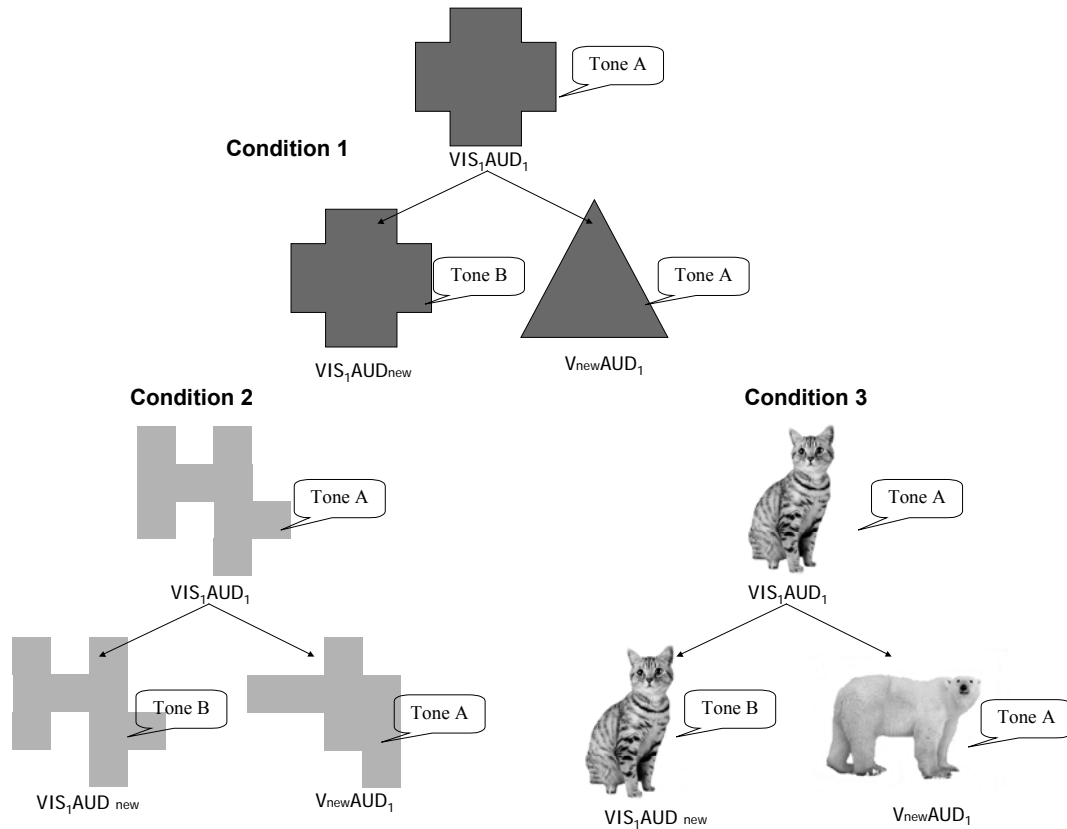 Tone A
Condition 1
VIS₁AUD₁
Tone B
Tone A
VIS₁AUDnew
VnewAUD₁
Condition 2
Condition 3
Tone A
Tone A
VIS₁AUD₁
VIS₁AUD₁
Tone B
Tone A
Tone B
Tone A
VIS₁AUD new
VnewAUD₁
VIS₁AUD new
VnewAUD₁